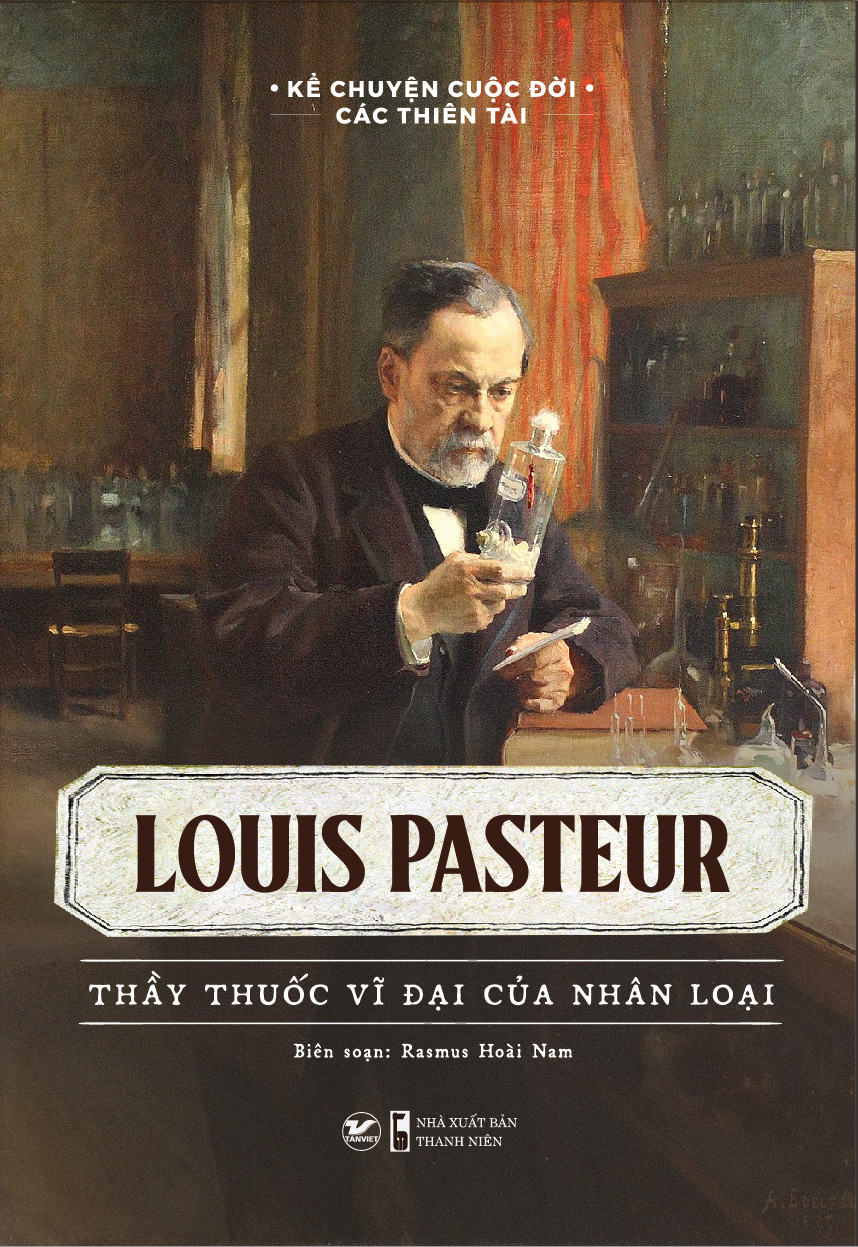 • KỂ CHUYỆN CUỘC ĐỜI •
CÁC THIÊN TÀI
LOUIS PASTEUR
THẦY THUỐC VĨ ĐẠI CỦA NHÂN LOẠI
Biên soạn: Rasmus Hoài Nam
TANVIET
NHÀ XUẤT BẢN
THANH NIÊN